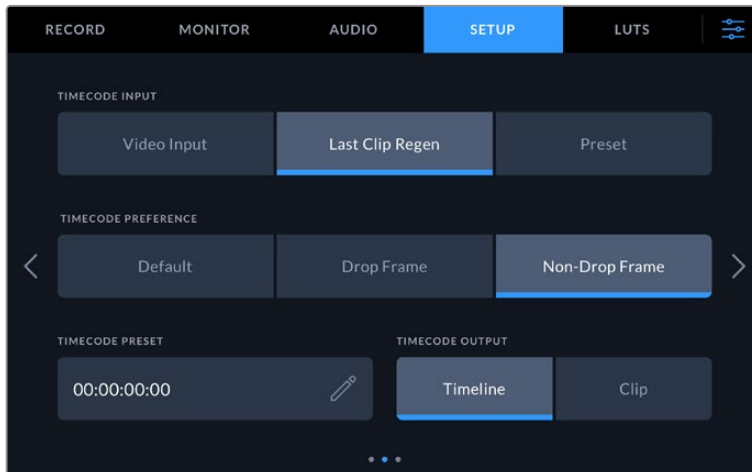 RECORD MONITOR AUDIO SETUP LUTS
TIMECODE INPUT
Video Input Last Clip Regen Preset
TIMECODE PREFERENCE
Default Drop Frame Non-Drop Frame
TIMECODE PRESET TIMECODE OUTPUT
00:00:00:00 Timeline Clip